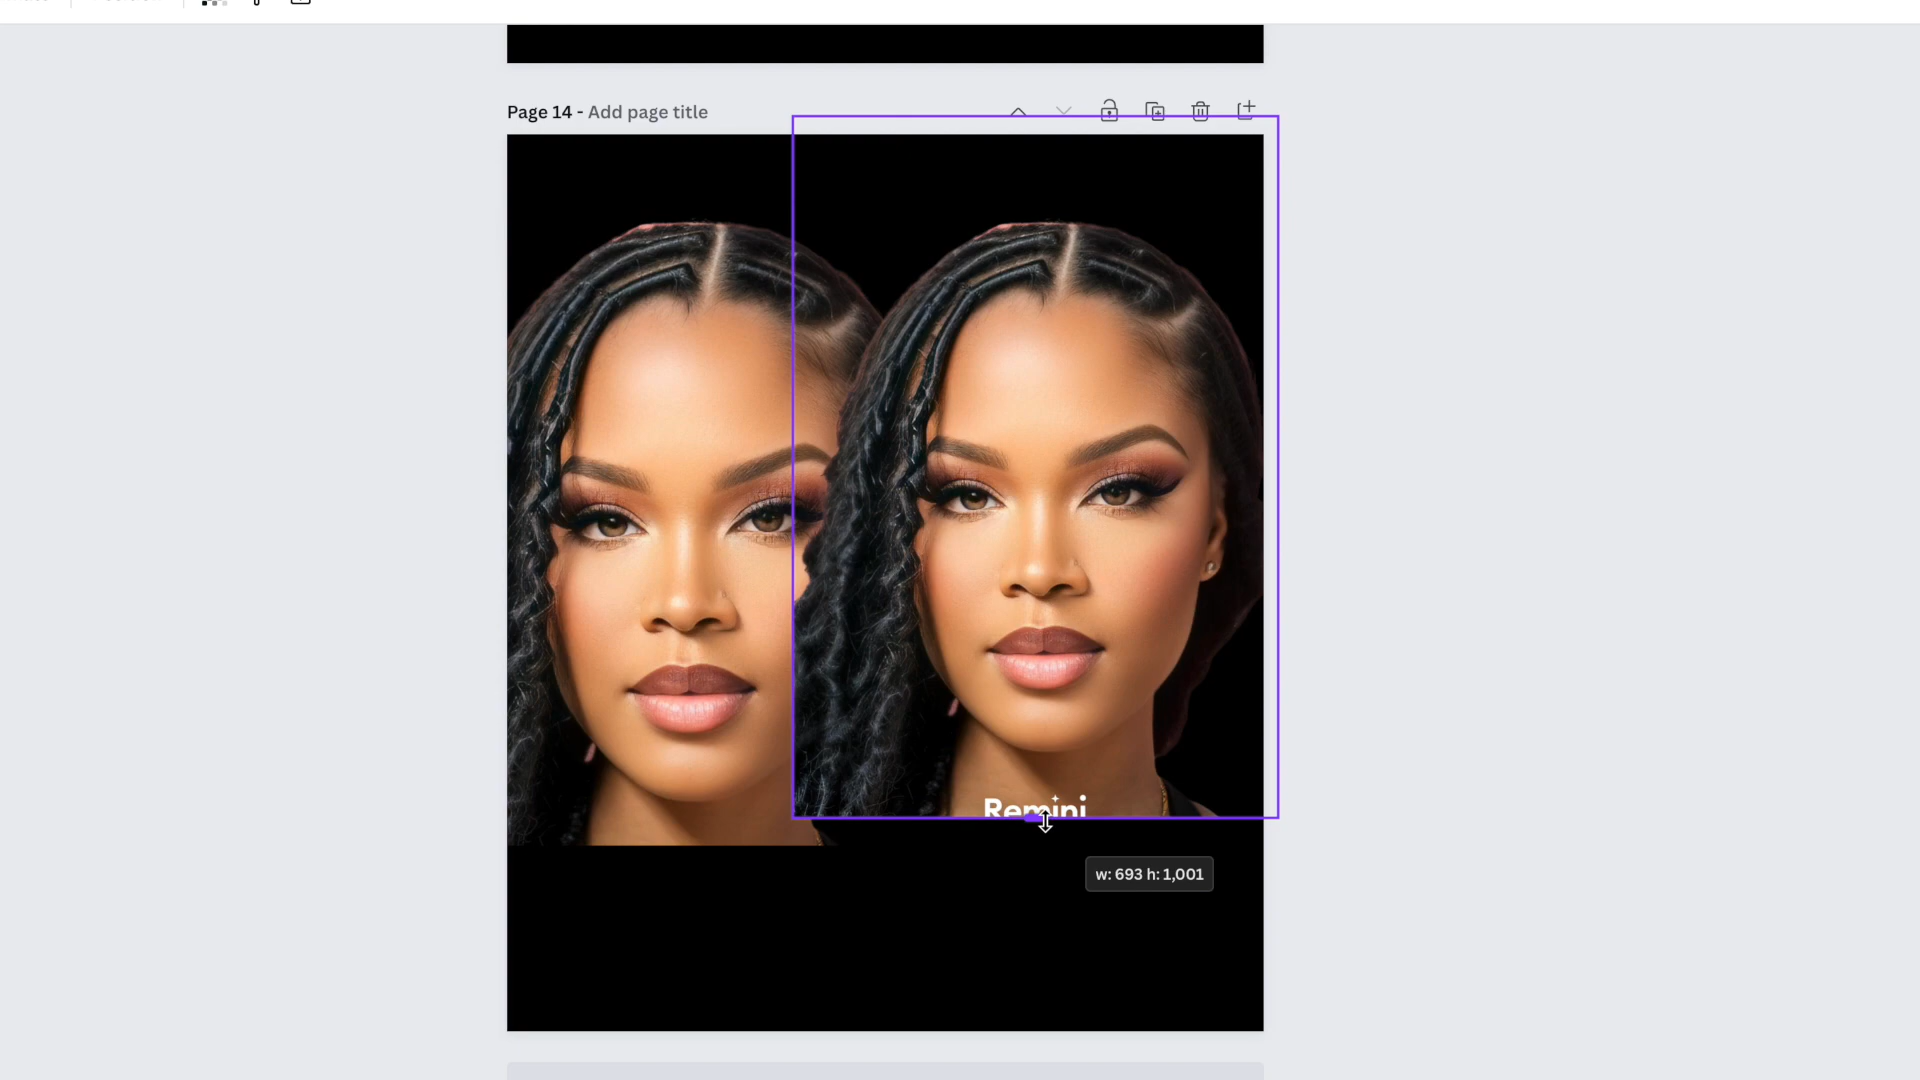 Page 14 - Add page title
Remini
w: 693 h: 1,001